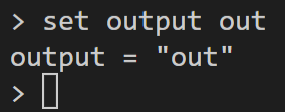 > set output out
output = "out"
>